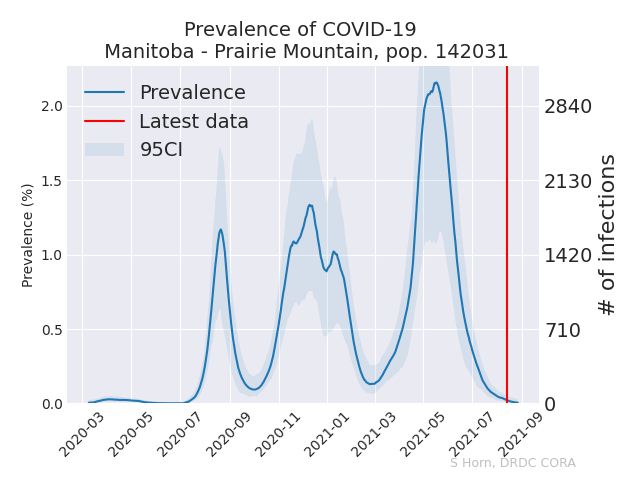 Prevalence of COVID-19
Manitoba - Prairie Mountain, pop. 142031
Prevalence
Latest data
95CI
Prevalence (%)
2.0
1.5
1.0
0.5
0.0
2840
2130
1420
710
0
# of infections
2020-03
2020-05
2020-07
2020-09
2020-11
2021-01
2021-03
2021-05
2021-07
2021-09
S Horn, DRDC CORA